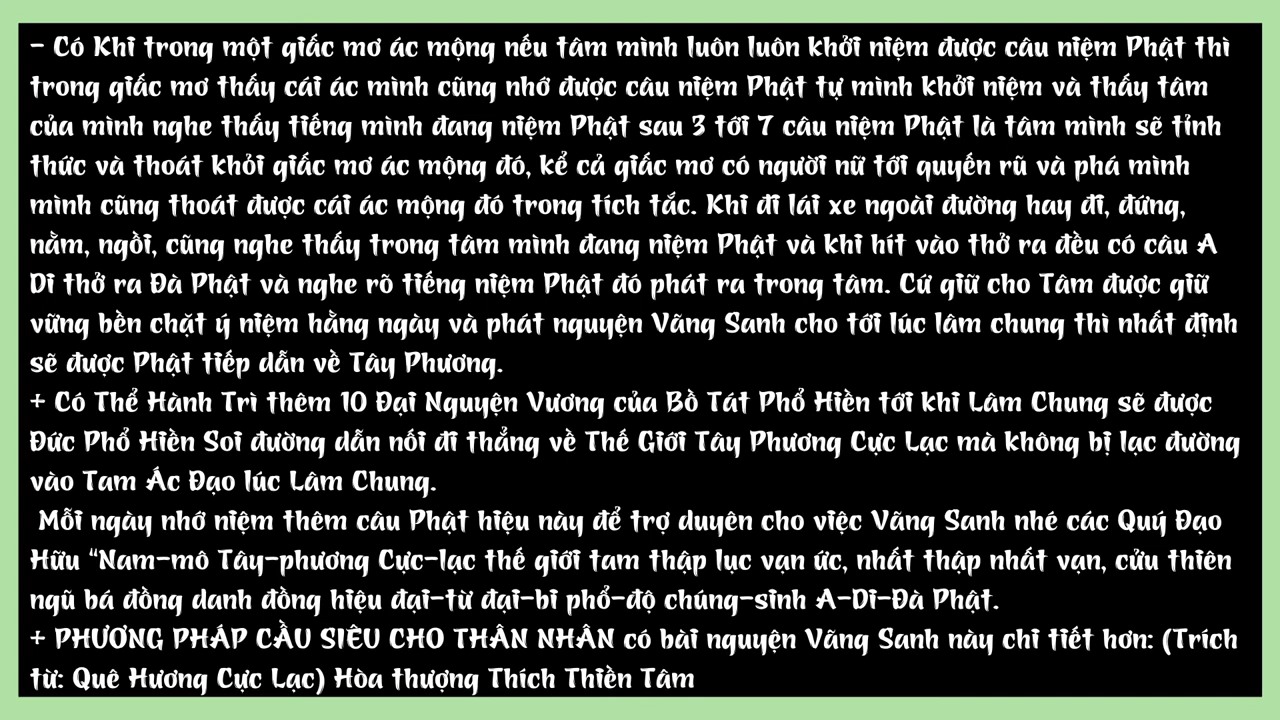 - Có Khi trong một giấc mơ ác mộng nếu tâm mình luôn luôn khởi niệm được câu niệm Phật thì
trong giấc mơ thấy cái ác mình cũng nhớ được câu niệm Phật tự mình khởi niệm và thấy tâm
của mình nghe thấy tiếng mình đang niệm Phật sau 3 tới 7 câu niệm Phật là tâm mình sẽ tỉnh
thức và thoát khỏi giấc mơ ác mộng đó, kể cả giấc mơ có người nữ tới quyến rũ và phá mình
mình cũng thoát được cái ác mộng đó trong tích tắc. Khi đi lái xe ngoài đường hay đi, đứng,
nằm, ngồi, cũng nghe thấy trong tâm mình đang niệm Phật và khi hít vào thở ra đều có câu A
Di thở ra Đà Phật và nghe rõ tiếng niệm Phật đó phát ra trong tâm. Cứ giữ cho Tâm được giữ
vững bền chặt ý niệm hằng ngày và phát nguyện Vãng Sanh cho tới lúc lâm chung thì nhất định
sẽ được Phật tiếp dẫn về Tây Phương.
+ Có Thể Hành Trì thêm 10 Đại Nguyện Vương của Bồ Tát Phổ Hiền tới khi Lâm Chung sẽ được
Đức Phổ Hiền Soi đường dẫn nối đi thẳng về Thế Giới Tây Phương Cực Lạc mà không bị lạc đường
vào Tam Ác Đạo lúc Lâm Chung.
Mỗi ngày nhớ niệm thêm câu Phật hiệu này để trợ duyên cho việc Vãng Sanh nhé các Quý Đạo
Hữu “Nam-mô Tây-phương Cực-lạc thế giới tam thập lục vạn ức, nhất thập nhất vạn, cửu thiên
ngũ bá đồng danh đồng hiệu đại-từ đại-bi phổ-độ chúng-sinh A-Di-Đà Phật.
+ PHƯƠNG PHÁP CẦU SIÊU CHO THÂN NHÂN có bài nguyện Vãng Sanh này chi tiết hơn: (Trích
từ: Quê Hương Cực Lạc) Hòa thượng Thích Thiền Tâm